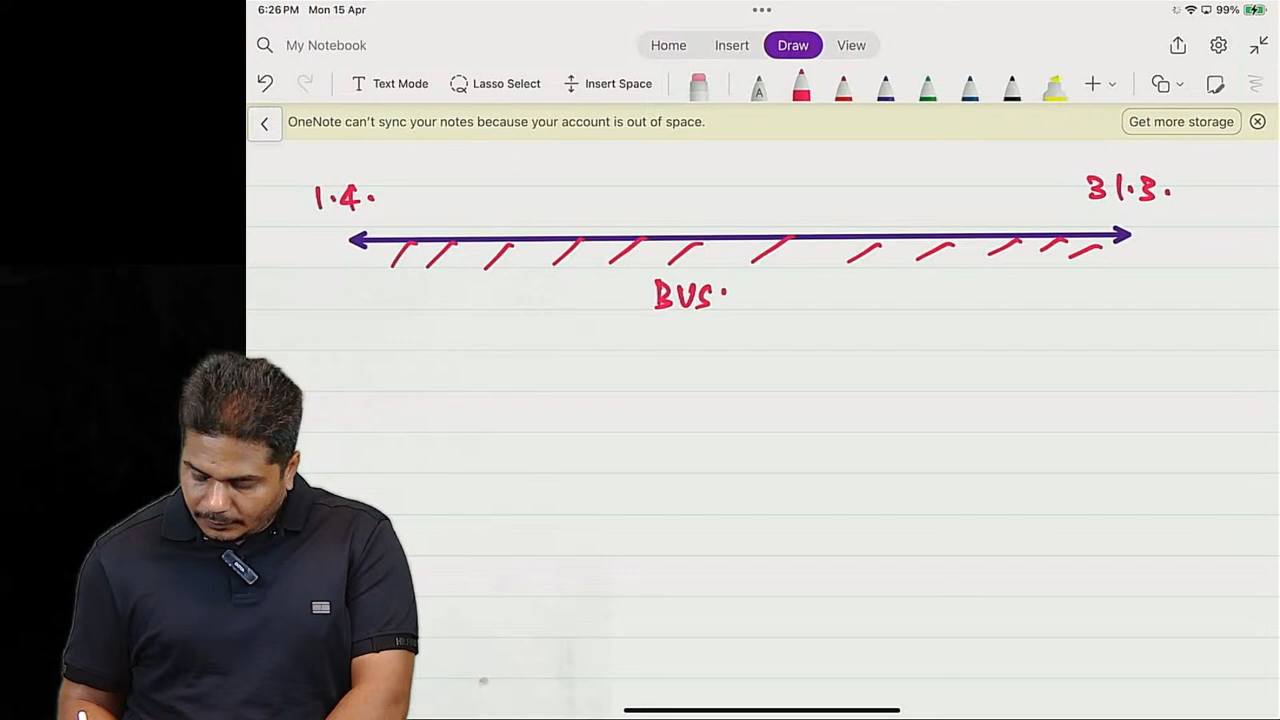 6:26 PM Mon 15 Apr 99%
My Notebook Home Insert Draw View
Text Mode Lasso Select Insert Space
OneNote can't sync your notes because your account is out of space. Get more storage
1.4. 31.3.
BUS.